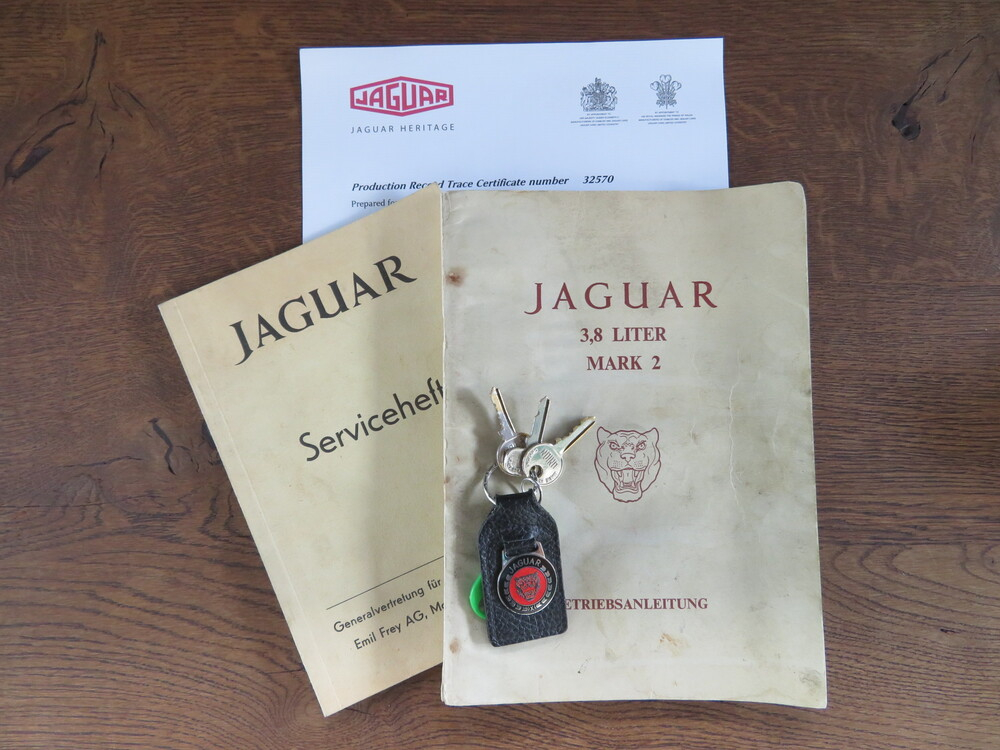 JAGUAR
JAGUAR HERITAGE
Production Record Trace Certificate number 32570
Prepared
JAGUAR
Serviceheft
Generalvertretung für
Emil Frey AG,
JAGUAR
3,8 LITER
MARK 2
ETRIEBSANLEITUNG
JAGUAR